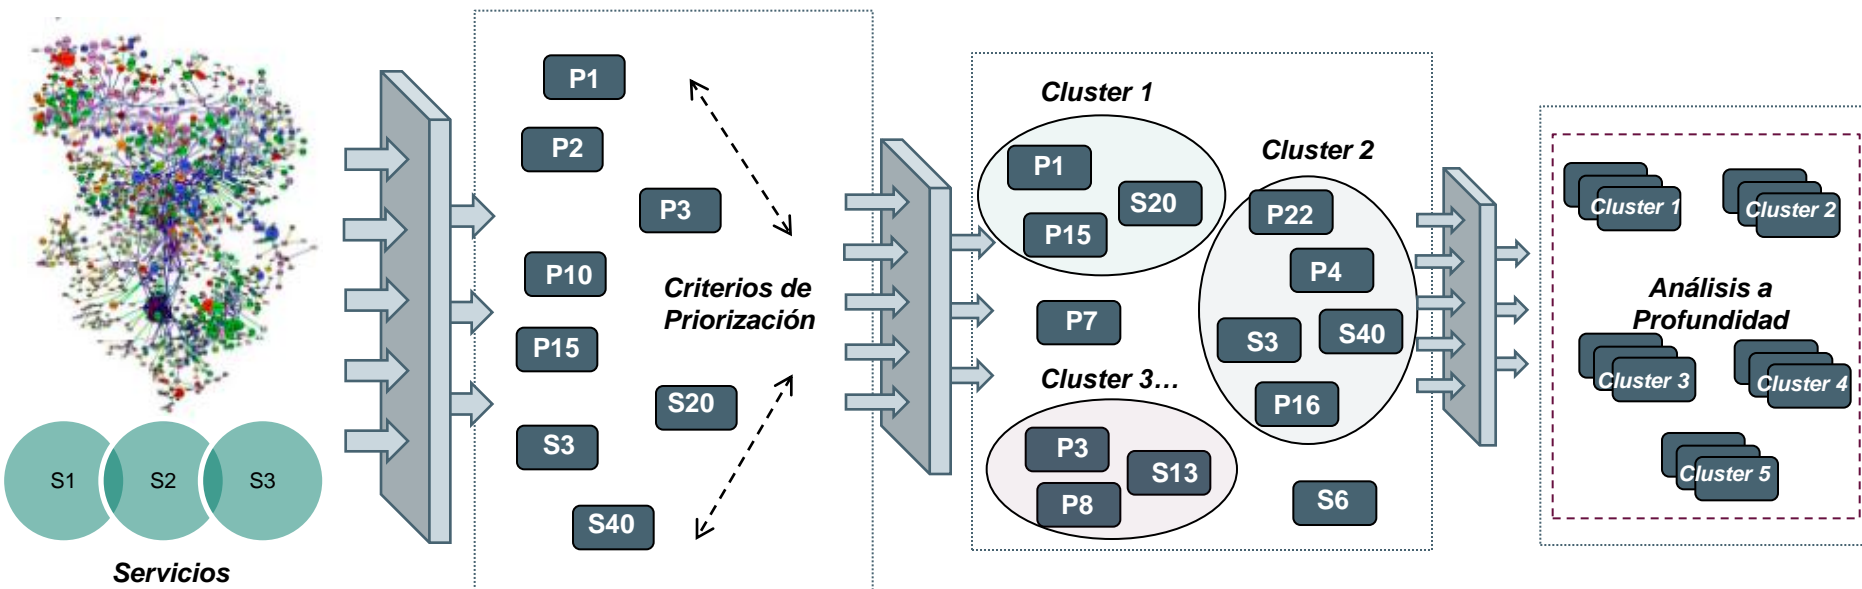 S1
S2
S3
Servicios
P1
P2
P3
P10
Criterios de
Priorización
P15
S20
S3
S40
Cluster 1
P1
S20
P15
Cluster 2
P22
P4
S3
S40
P16
P7
Cluster 3…
P3
S13
P8
S6
Cluster 1
Cluster 2
Análisis a
Profundidad
Cluster 3
Cluster 4
Cluster 5